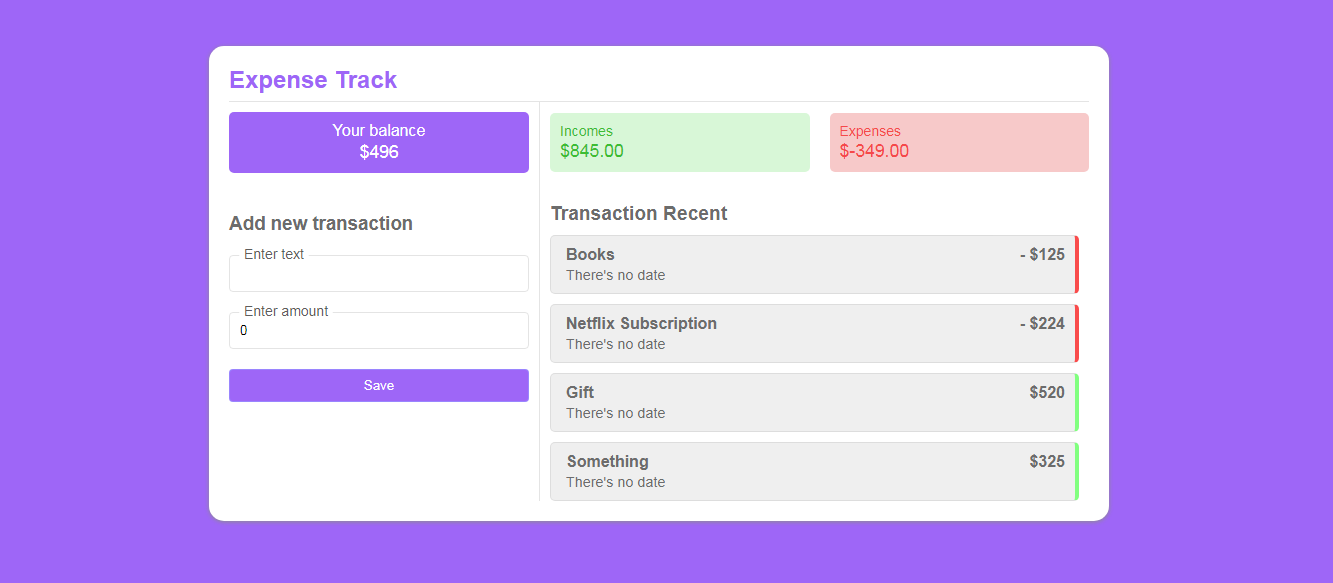 Expense Track
Your balance
$496
Incomes
$845.00
Expenses
$-349.00
Add new transaction
Enter text
Enter amount
0
Save
Transaction Recent
Books - $125
There's no date
Netflix Subscription - $224
There's no date
Gift $520
There's no date
Something $325
There's no date